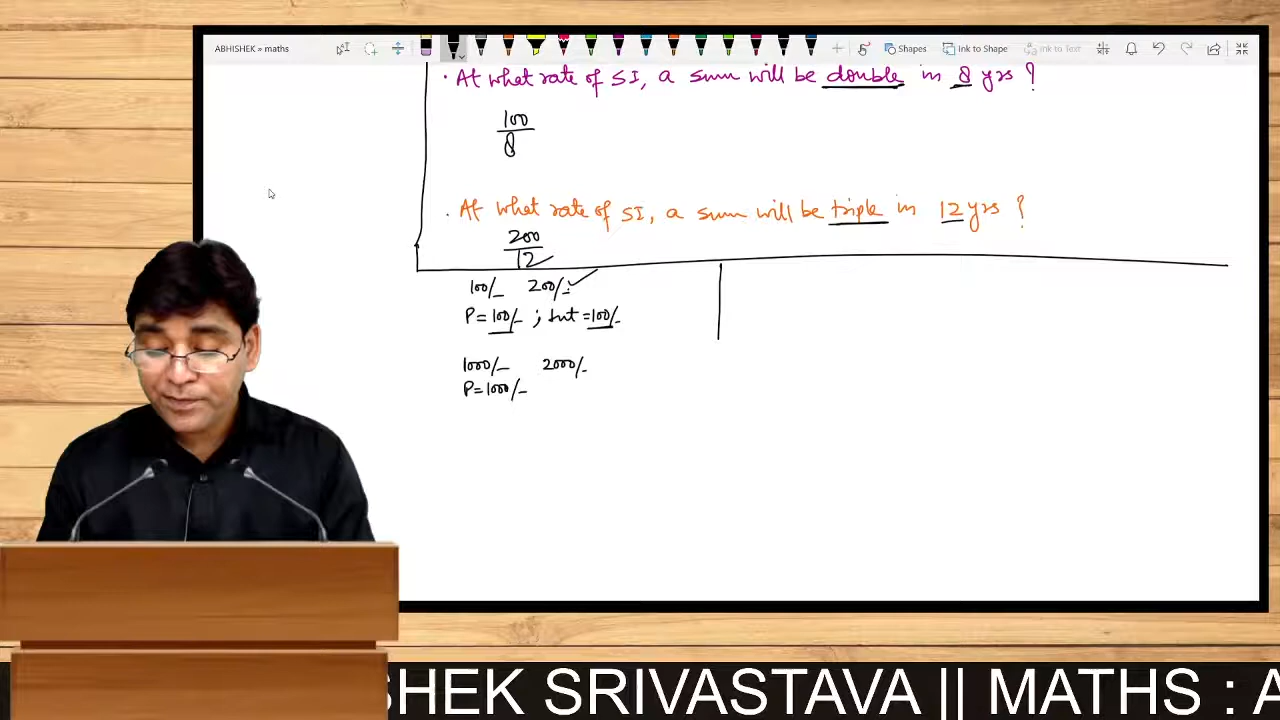 ABHISHEK » maths
Shapes Ink to Shape Ink to Text
· At what rate of SI, a sum will be double in 8 yrs ?
100
8
· At what rate of SI, a sum will be triple in 12 yrs ?
200
12
100/- 200/-
P=100/- ; Int =100/-
1000/- 2000/-
P=1000/-
SHEK SRIVASTAVA || MATHS : A